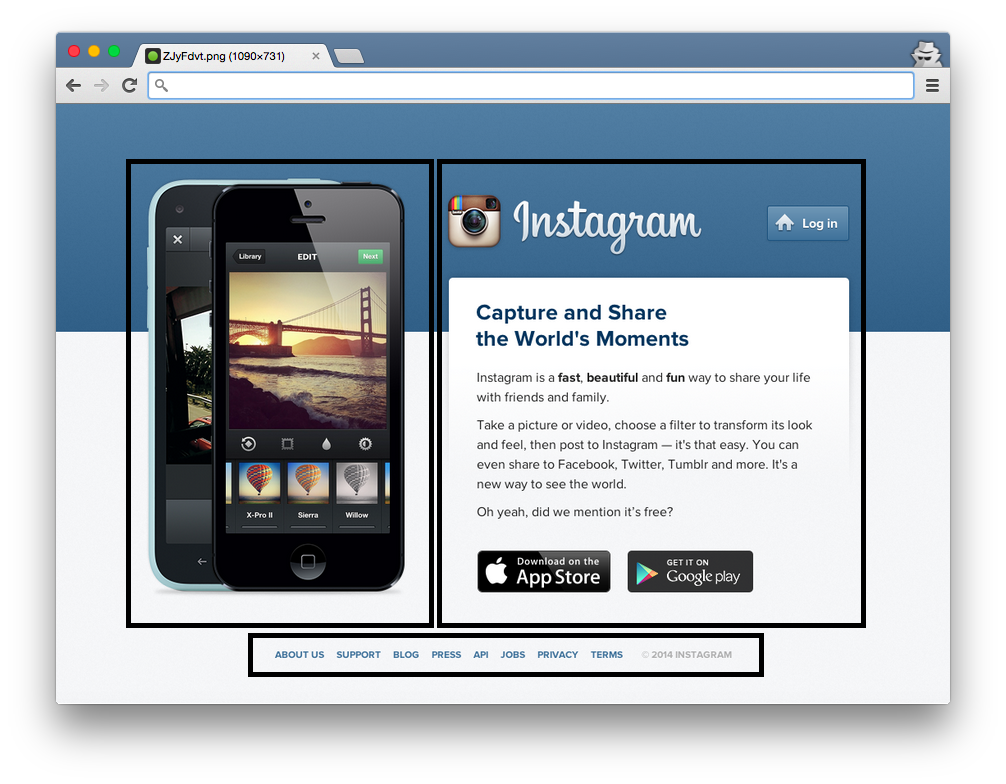 ZJyFdvt.png (1090×731)
Library
EDIT
Next
X-Pro II
Sierra
Willow
Instagram
Log in
Capture and Share
the World's Moments
Instagram is a fast, beautiful and fun way to share your life
with friends and family.
Take a picture or video, choose a filter to transform its look
and feel, then post to Instagram — it's that easy. You can
even share to Facebook, Twitter, Tumblr and more. It's a
new way to see the world.
Oh yeah, did we mention it’s free?
Download on the
App Store
GET IT ON
Google play
ABOUT US SUPPORT BLOG PRESS API JOBS PRIVACY TERMS © 2014 INSTAGRAM